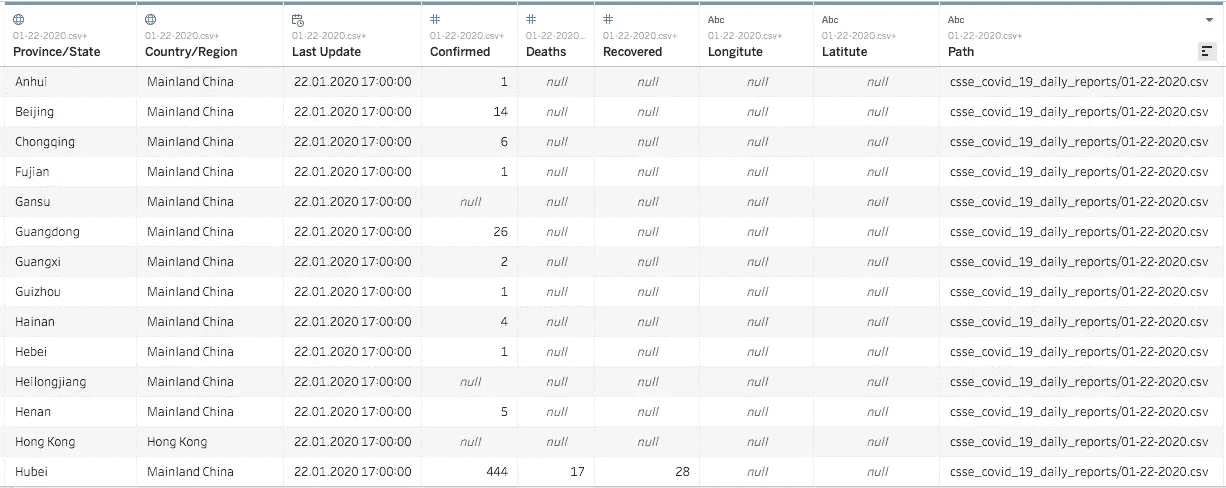 # # # Abc Abc Abc
01-22-2020.csv+ 01-22-2020.csv+ 01-22-2020.csv+ 01-22-2020.csv+ 01-22-2020... 01-22-2020.csv+ 01-22-2020.csv+ 01-22-2020.csv+ 01-22-2020.csv+
Province/State Country/Region Last Update Confirmed Deaths Recovered Longitute Latitute Path
Anhui Mainland China 22.01.2020 17:00:00 1 null null null null csse_covid_19_daily_reports/01-22-2020.csv
Beijing Mainland China 22.01.2020 17:00:00 14 null null null null csse_covid_19_daily_reports/01-22-2020.csv
Chongqing Mainland China 22.01.2020 17:00:00 6 null null null null csse_covid_19_daily_reports/01-22-2020.csv
Fujian Mainland China 22.01.2020 17:00:00 1 null null null null csse_covid_19_daily_reports/01-22-2020.csv
Gansu Mainland China 22.01.2020 17:00:00 null null null null null csse_covid_19_daily_reports/01-22-2020.csv
Guangdong Mainland China 22.01.2020 17:00:00 26 null null null null csse_covid_19_daily_reports/01-22-2020.csv
Guangxi Mainland China 22.01.2020 17:00:00 2 null null null null csse_covid_19_daily_reports/01-22-2020.csv
Guizhou Mainland China 22.01.2020 17:00:00 1 null null null null csse_covid_19_daily_reports/01-22-2020.csv
Hainan Mainland China 22.01.2020 17:00:00 4 null null null null csse_covid_19_daily_reports/01-22-2020.csv
Hebei Mainland China 22.01.2020 17:00:00 1 null null null null csse_covid_19_daily_reports/01-22-2020.csv
Heilongjiang Mainland China 22.01.2020 17:00:00 null null null null null csse_covid_19_daily_reports/01-22-2020.csv
Henan Mainland China 22.01.2020 17:00:00 5 null null null null csse_covid_19_daily_reports/01-22-2020.csv
Hong Kong Hong Kong 22.01.2020 17:00:00 null null null null null csse_covid_19_daily_reports/01-22-2020.csv
Hubei Mainland China 22.01.2020 17:00:00 444 17 28 null null csse_covid_19_daily_reports/01-22-2020.csv